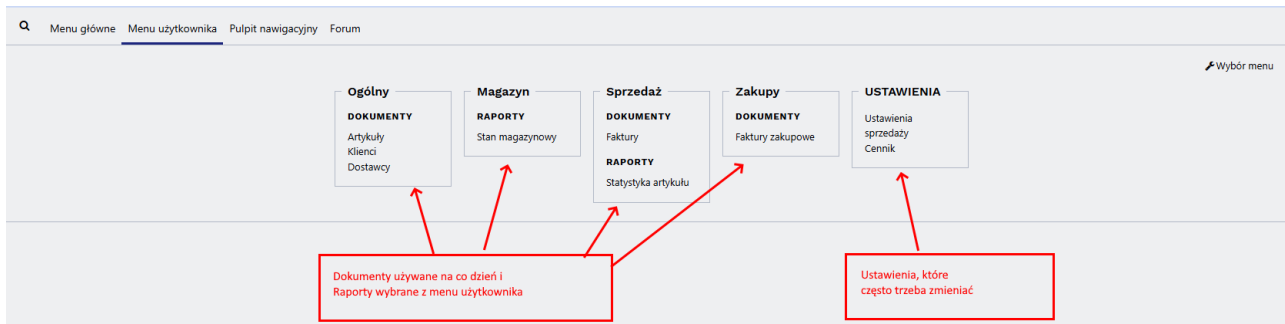 Menu główne Menu użytkownika Pulpit nawigacyjny Forum
Wybór menu
Ogólny
DOKUMENTY
Artykuły
Klienci
Dostawcy
Magazyn
RAPORTY
Stan magazynowy
Sprzedaż
DOKUMENTY
Faktury
RAPORTY
Statystyka artykułu
Zakupy
DOKUMENTY
Faktury zakupowe
USTAWIENIA
Ustawienia
sprzedaży
Cennik
Dokumenty używane na co dzień i
Raporty wybrane z menu użytkownika
Ustawienia, które
często trzeba zmieniać